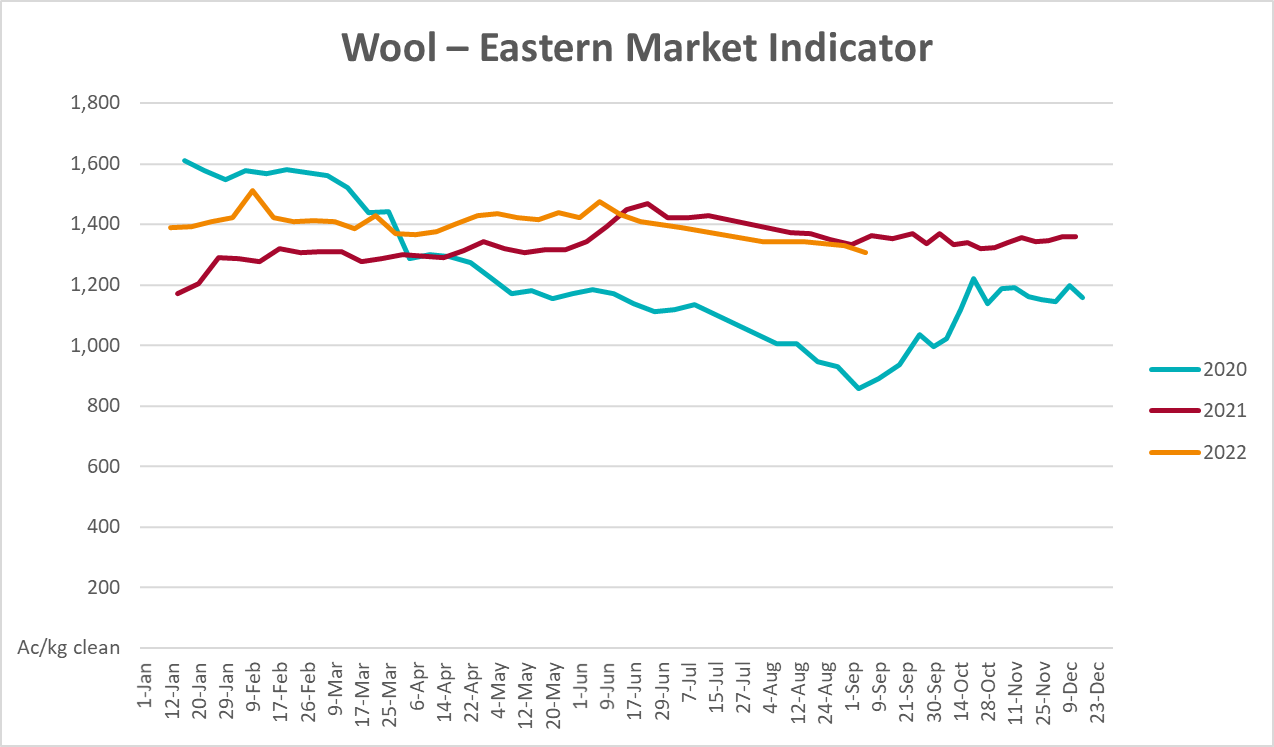 Wool – Eastern Market Indicator
1,800
1,600
1,400
1,200
1,000
800
600
400
200
Ac/kg clean
1-Jan
12-Jan
20-Jan
29-Jan
9-Feb
17-Feb
26-Feb
9-Mar
17-Mar
25-Mar
6-Apr
14-Apr
22-Apr
4-May
12-May
20-May
1-Jun
9-Jun
17-Jun
29-Jun
7-Jul
15-Jul
27-Jul
4-Aug
12-Aug
24-Aug
1-Sep
9-Sep
21-Sep
30-Sep
14-Oct
28-Oct
11-Nov
25-Nov
9-Dec
23-Dec
2020
2021
2022